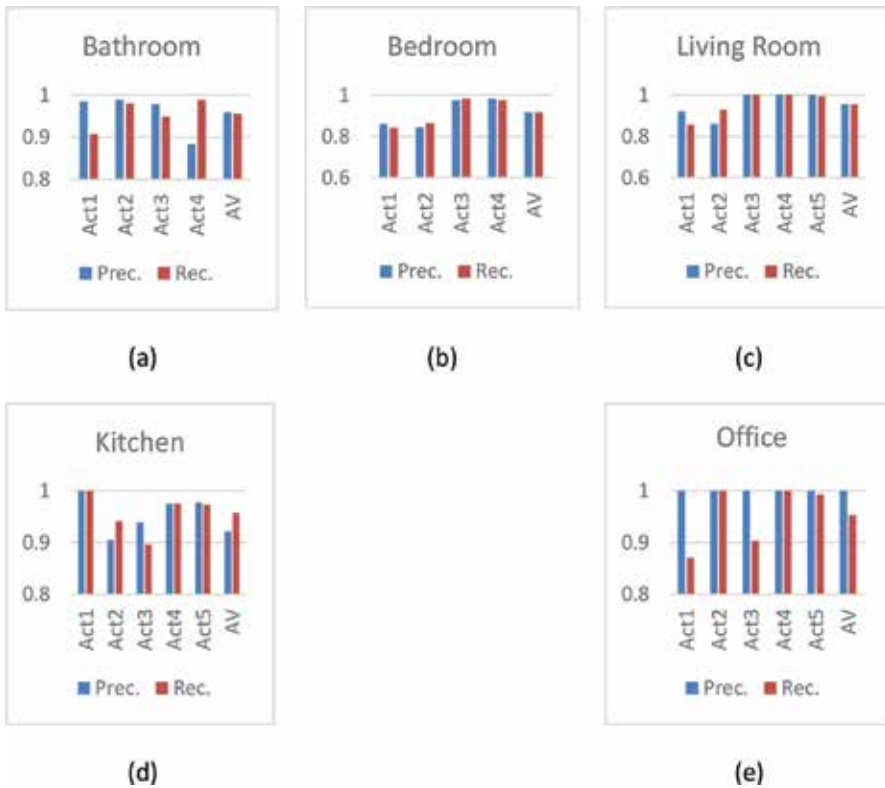 Bathroom
1
0.9
0.8
Act1 Act2 Act3 Act4 AV
Prec. Rec.
(a)
Bedroom
1
0.8
0.6
Act1 Act2 Act3 Act4 AV
Prec. Rec.
(b)
Living Room
1
0.8
0.6
Act1 Act2 Act3 Act4 Act5 AV
Prec. Rec.
(c)
Kitchen
1
0.9
0.8
Act1 Act2 Act3 Act4 Act5 AV
Prec. Rec.
(d)
Office
1
0.9
0.8
Act1 Act2 Act3 Act4 Act5 AV
Prec. Rec.
(e)